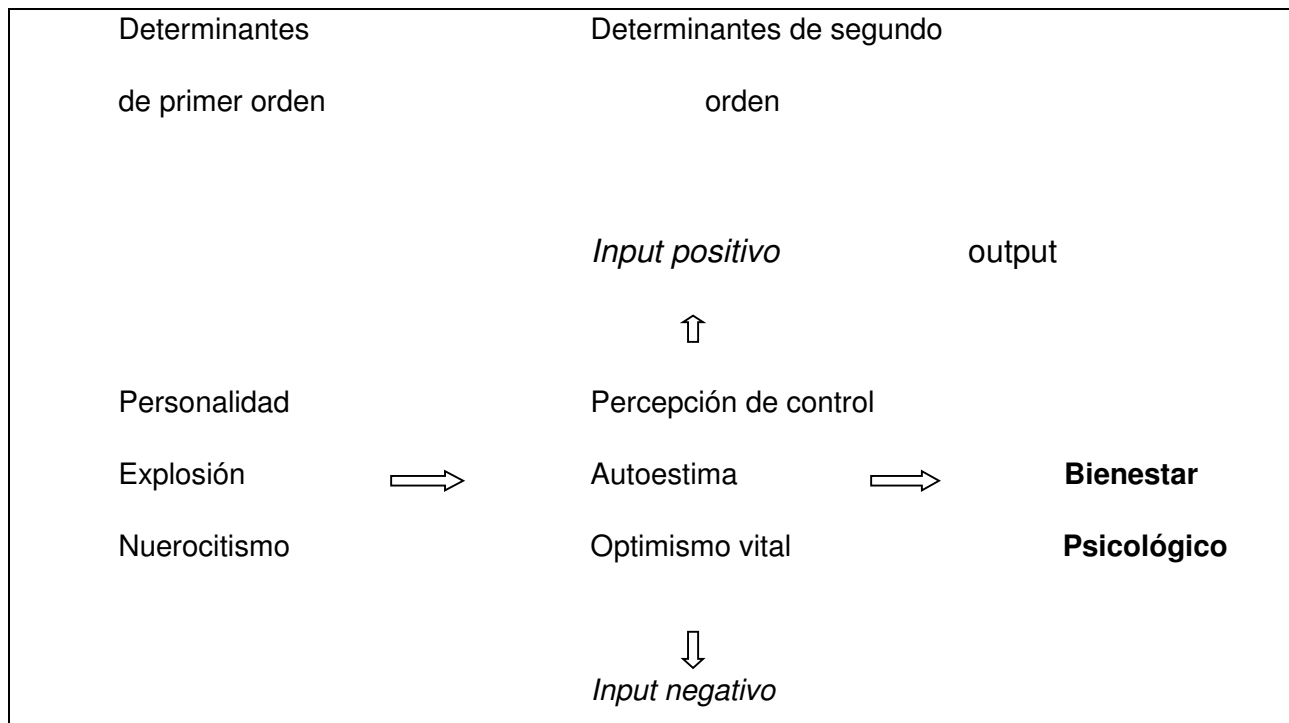 Determantes Determinantes de segundo
de primer orden orden
Input positivo output
Personalidad Percepción de control
Explosión Autoestima Bienestar
Nuerocitismo Optimismo vital Psicológico
Input negativo